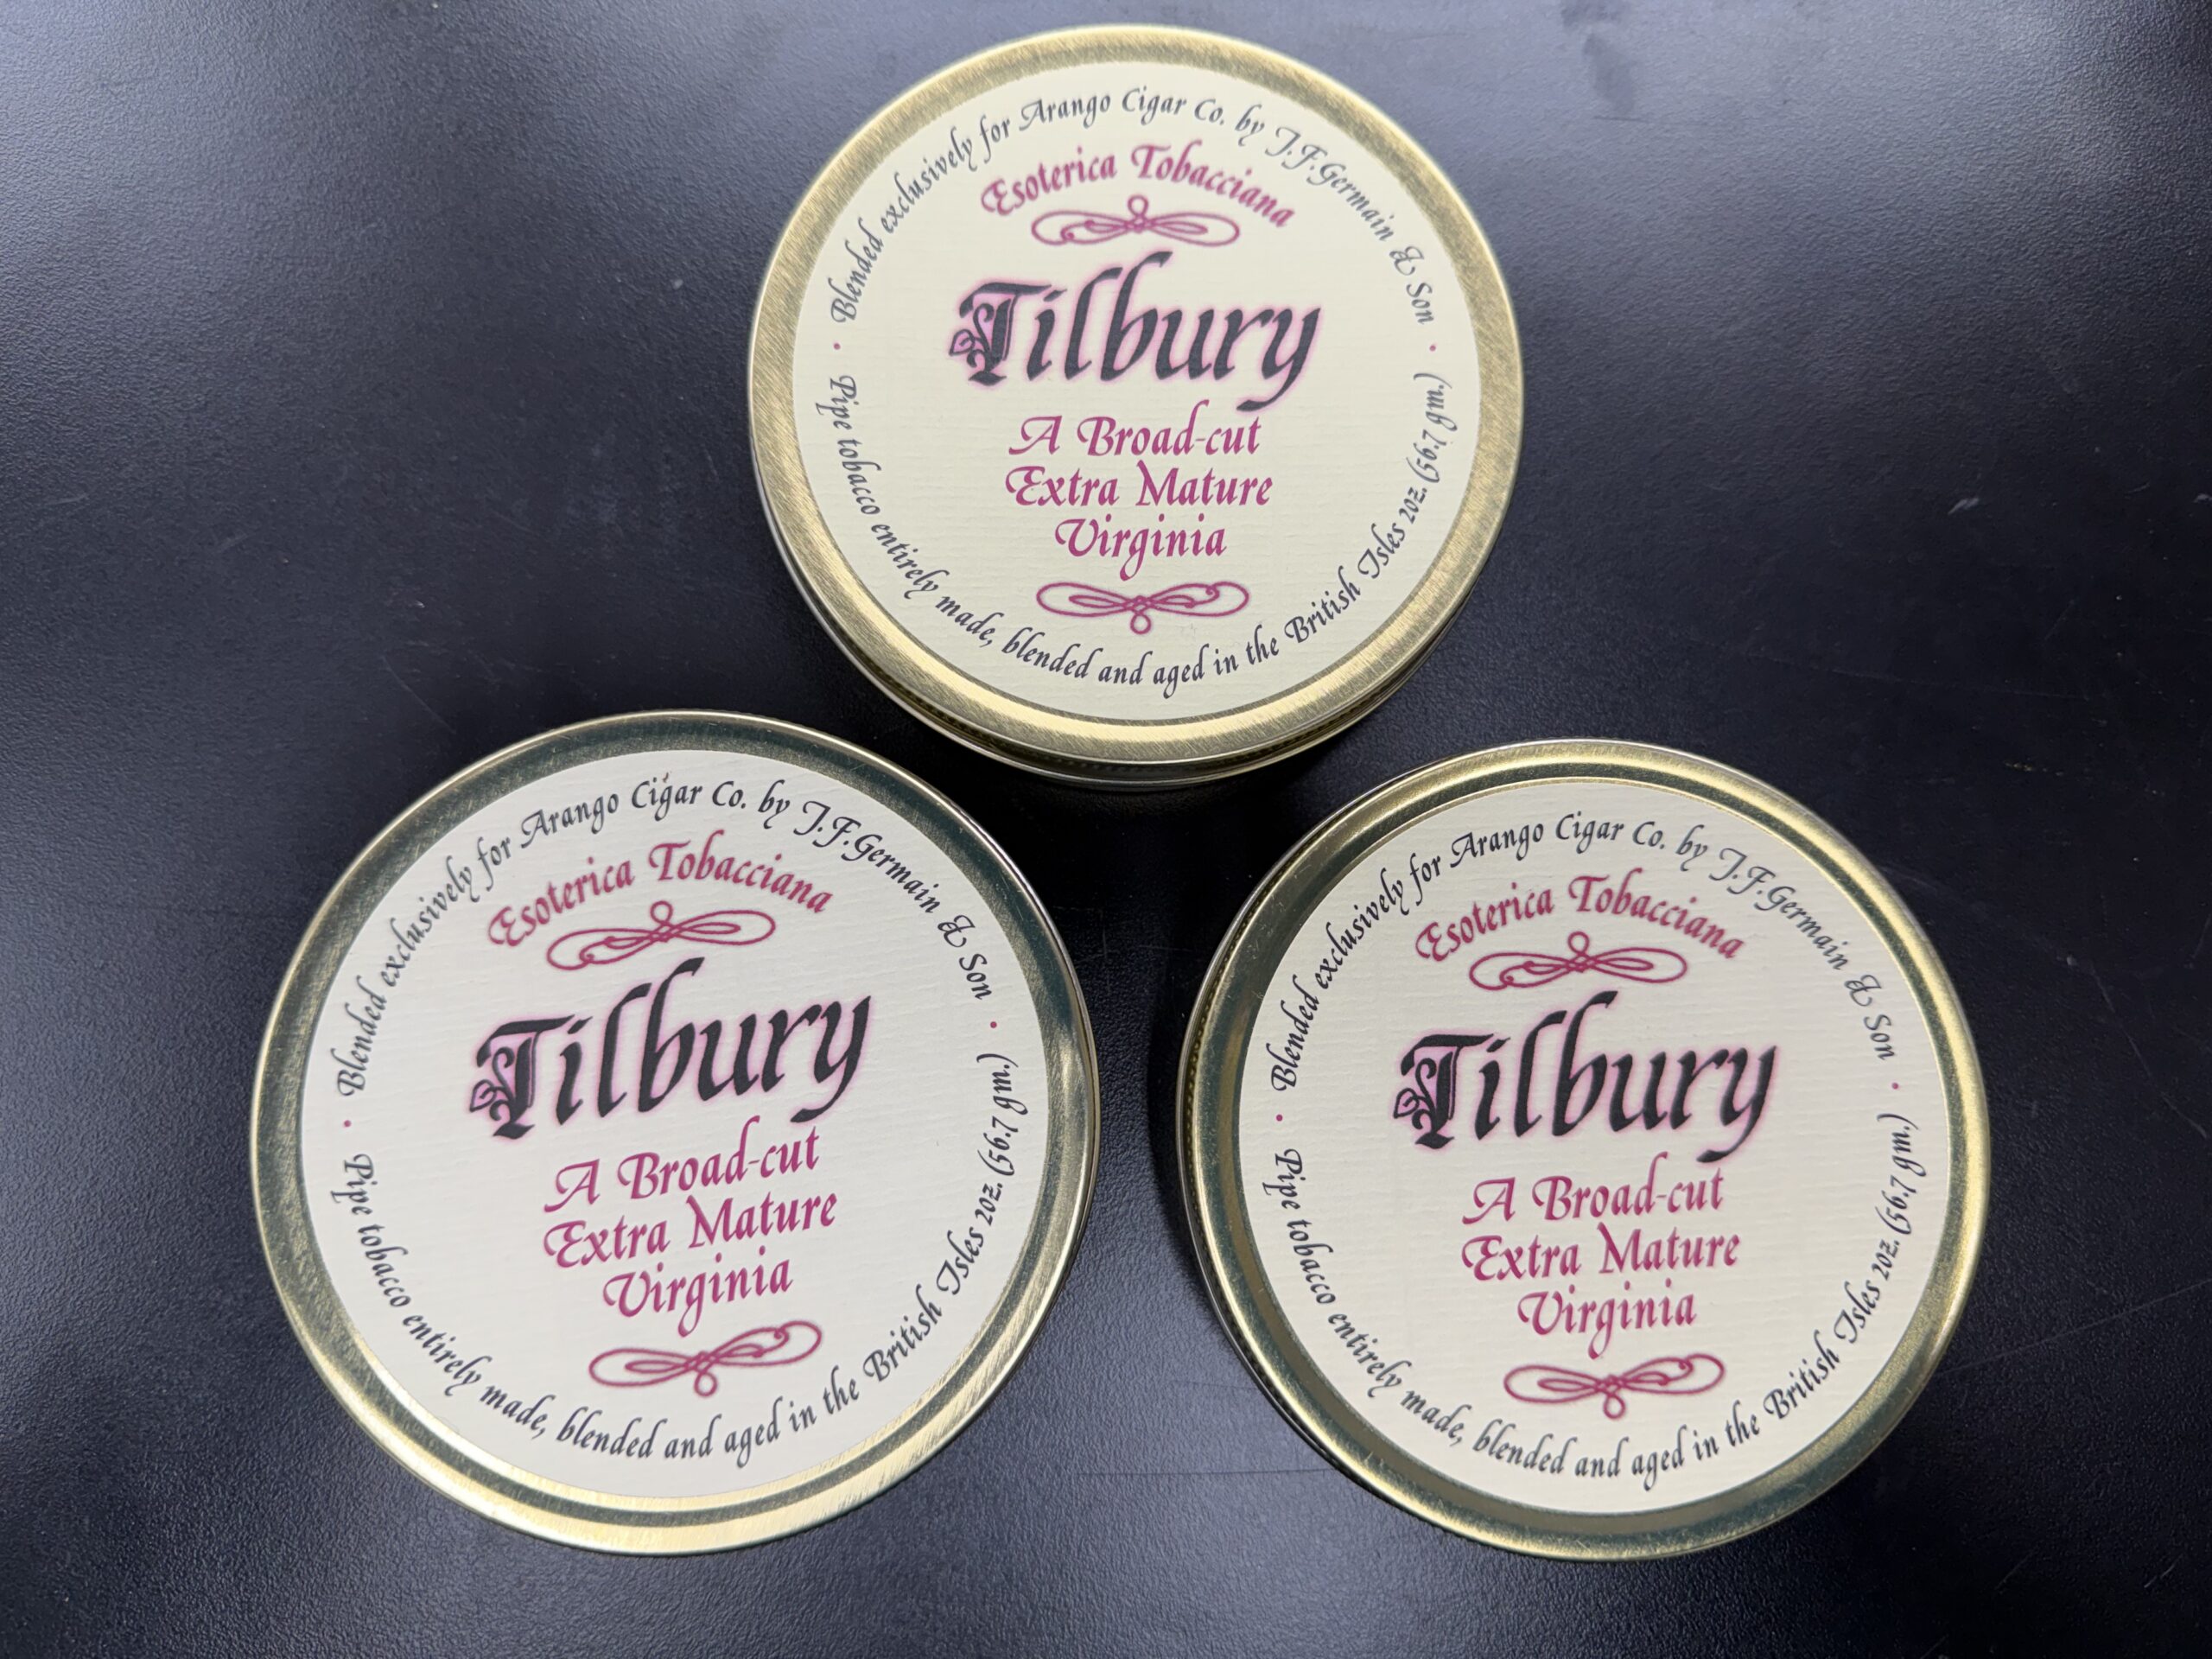 Blended exclusively for Arango Cigar Co. by J.F.Germain & Son
Esoterica Tobacciana
Tilbury
A Broad-cut
Extra Mature
Virginia
Pipe tobacco entirely made, blended and aged in the British Isles 2oz. (56.7 gm.)
Blended exclusively for Arango Cigar Co. by J.F.Germain & Son
Esoterica Tobacciana
Tilbury
A Broad-cut
Extra Mature
Virginia
Pipe tobacco entirely made, blended and aged in the British Isles 2oz. (56.7 gm.)
Blended exclusively for Arango Cigar Co. by J.F.Germain & Son
Esoterica Tobacciana
Tilbury
A Broad-cut
Extra Mature
Virginia
Pipe tobacco entirely made, blended and aged in the British Isles 2oz. (56.7 gm.)